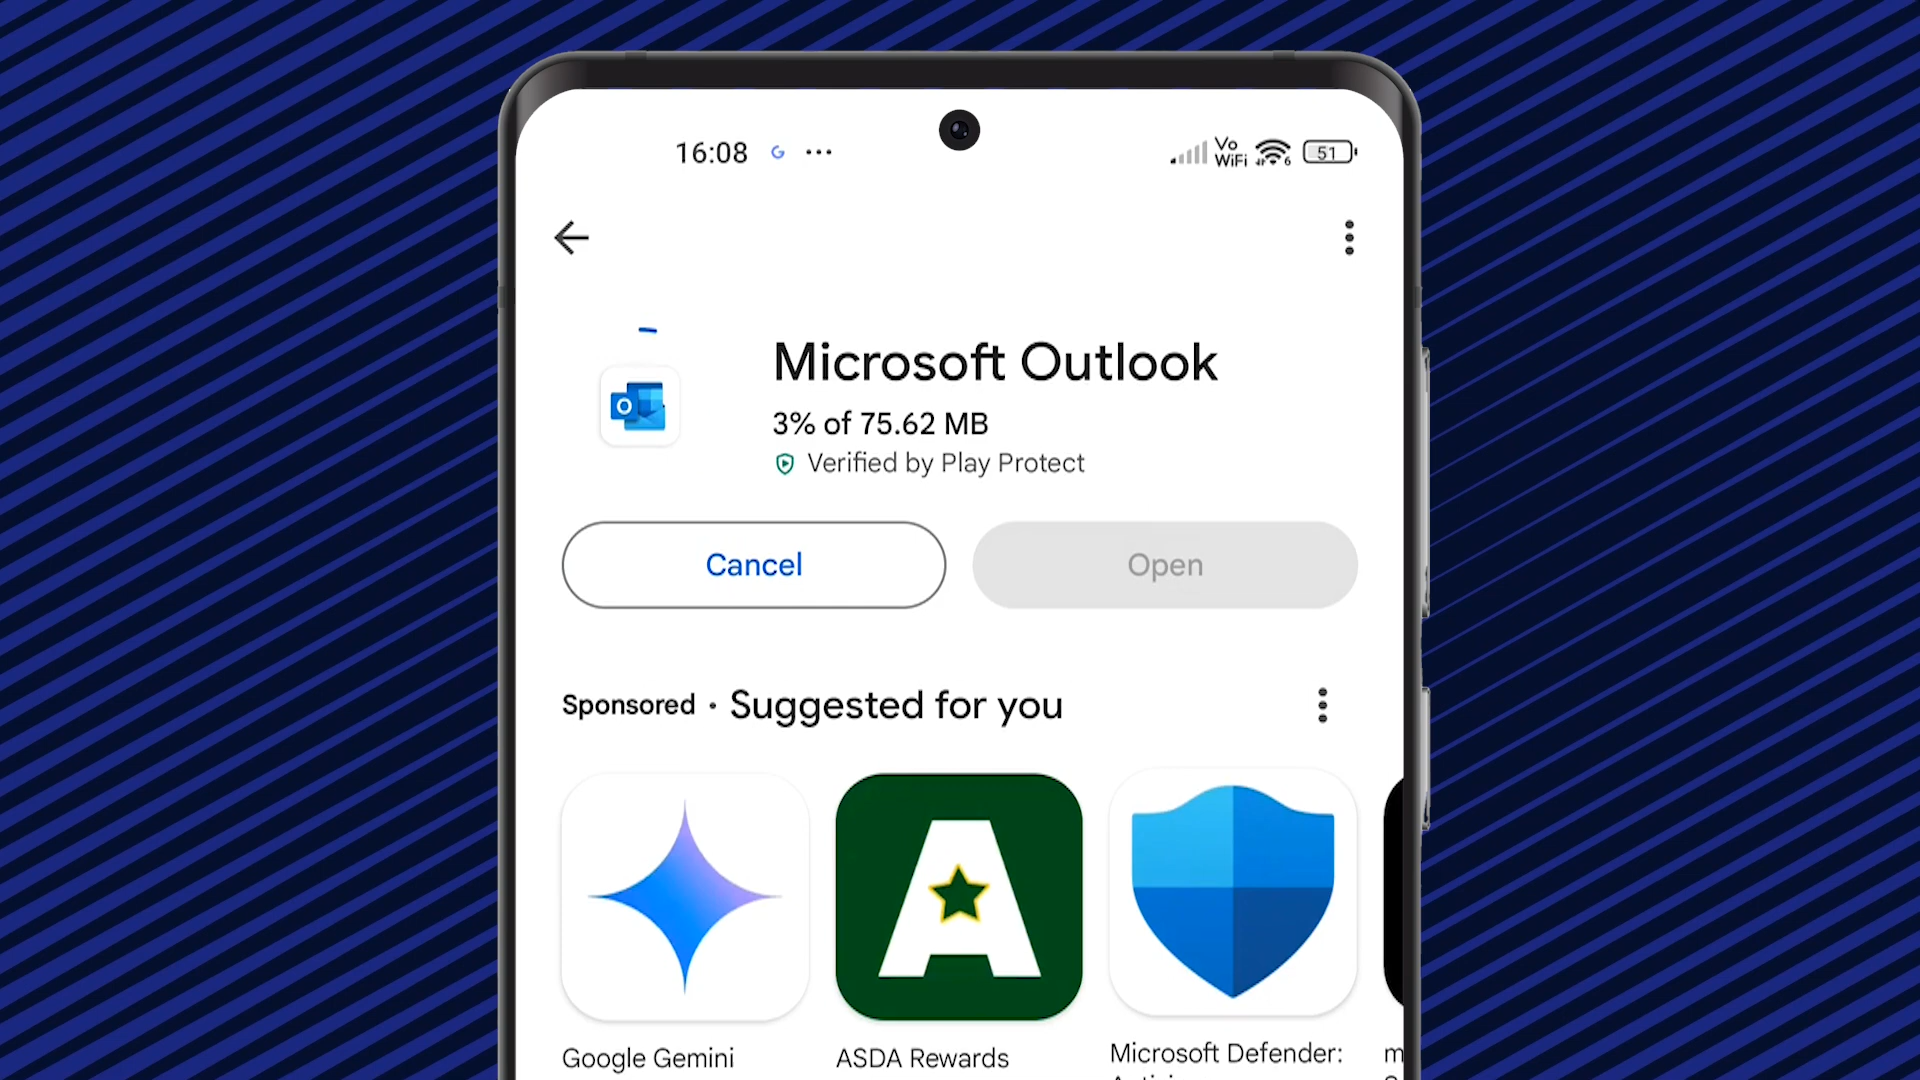 16:08
Vo
WiFi
6
51
Microsoft Outlook
3% of 75.62 MB
Verified by Play Protect
Cancel
Open
Sponsored • Suggested for you
A
Google Gemini
ASDA Rewards
Microsoft Defender:
m